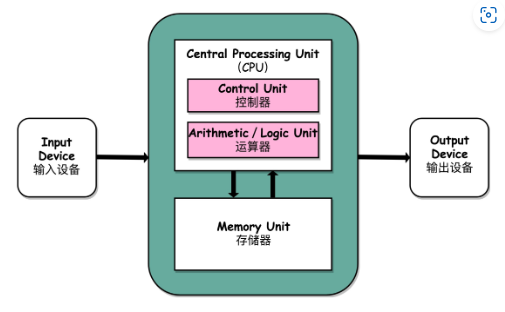 Central Processing Unit
(CPU)
Control Unit
控制器
Arithmetic / Logic Unit
运算器
Input
Device
输入设备
Output
Device
输出设备
Memory Unit
存储器